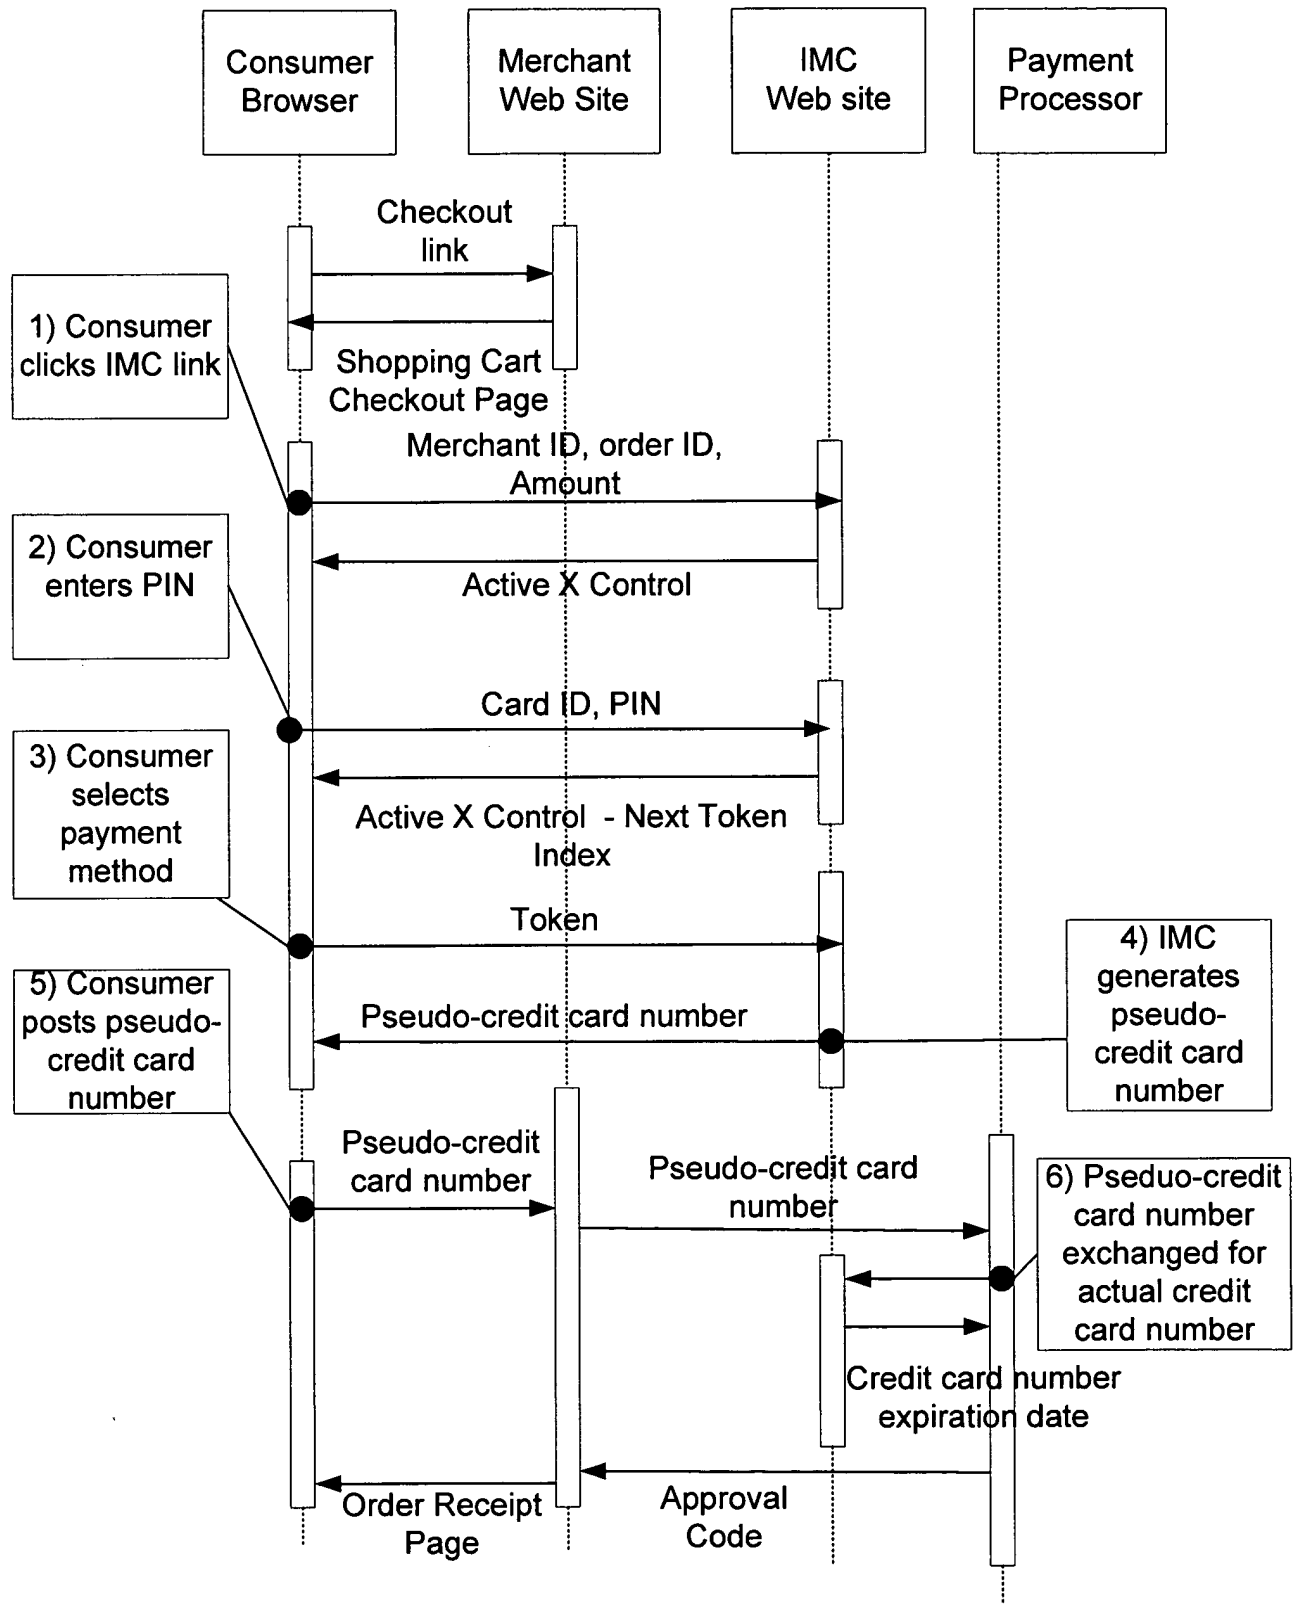 Consumer
Browser
Merchant
Web Site
IMC
Web site
Payment
Processor
Checkout
link
1) Consumer
clicks IMC link
Shopping Cart
Checkout Page
Merchant ID, order ID,
Amount
2) Consumer
enters PIN
Active X Control
Card ID, PIN
3) Consumer
selects
payment
method
Active X Control - Next Token
Index
Token
4) IMC
generates
pseudo-
credit card
number
5) Consumer
posts pseudo-
credit card
number
Pseudo-credit card number
Pseudo-credit
card number
Pseudo-credit card
number
6) Pseduo-credit
card number
exchanged for
actual credit
card number
Credit card number
expiration date
Order Receipt
Page
Approval
Code